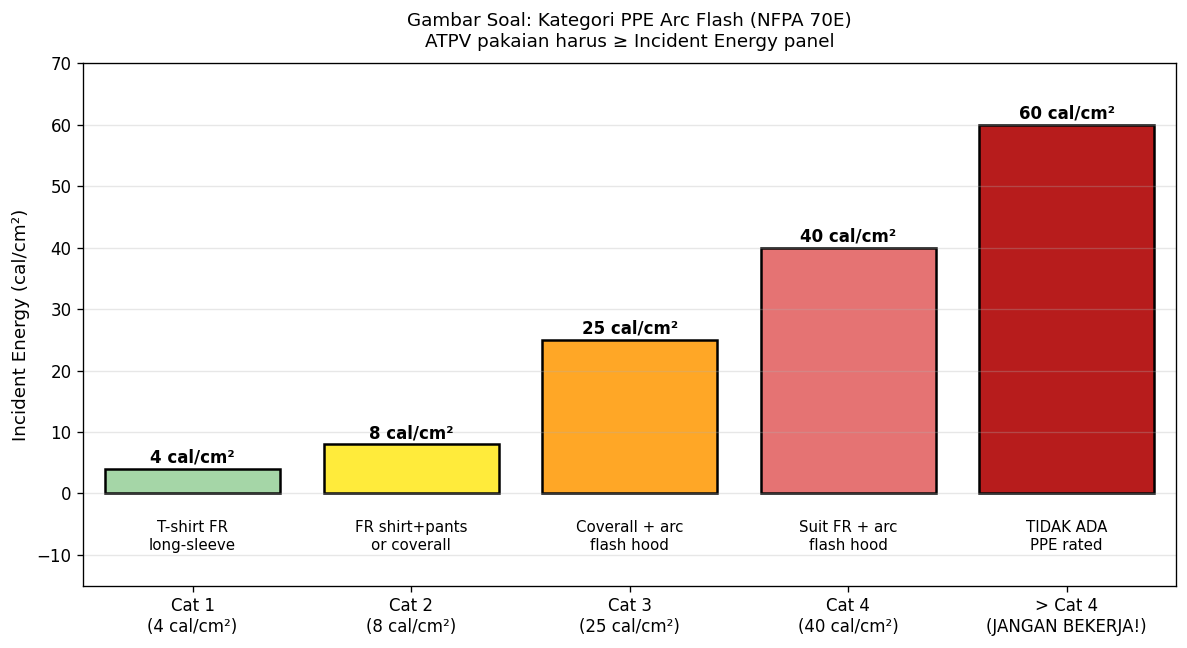 Gambar Soal: Kategori PPE Arc Flash (NFPA 70E)
ATPV pakaian harus ≥ Incident Energy panel
Incident Energy (cal/cm²)
70
60
50
40
30
20
10
0
−10
4 cal/cm²
8 cal/cm²
25 cal/cm²
40 cal/cm²
60 cal/cm²
T-shirt FR
long-sleeve
FR shirt+pants
or coverall
Coverall + arc
flash hood
Suit FR + arc
flash hood
TIDAK ADA
PPE rated
Cat 1
(4 cal/cm²)
Cat 2
(8 cal/cm²)
Cat 3
(25 cal/cm²)
Cat 4
(40 cal/cm²)
> Cat 4
(JANGAN BEKERJA!)